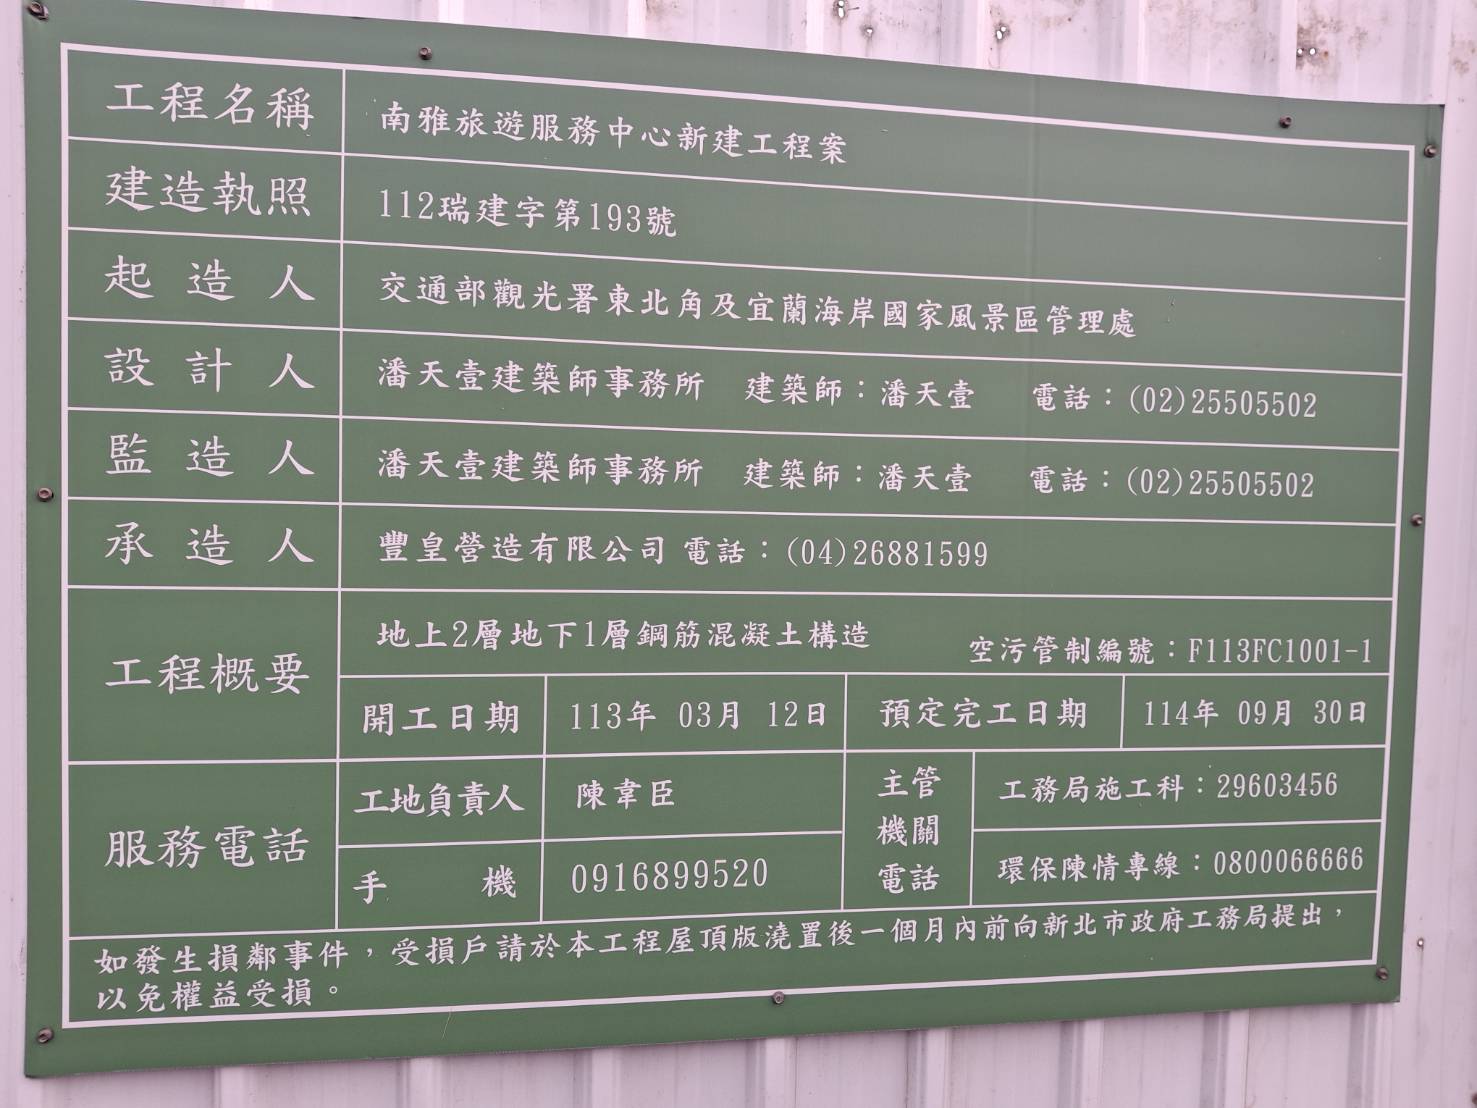 工程名稱 南雅旅遊服務中心新建工程案
建造執照 112瑞建字第193號
起造人 交通部觀光署東北角及宜蘭海岸國家風景區管理處
設計人 潘天壹建築師事務所 建築師：潘天壹 電話：(02)25505502
監造人 潘天壹建築師事務所 建築師：潘天壹 電話：(02)25505502
承造人 豐皇營造有限公司 電話：(04)26881599
工程概要 地上2層地下1層鋼筋混凝土構造 空污管制編號：F113FC1001-1
開工日期 113年 03月 12日 預定完工日期 114年 09月 30日
服務電話 工地負責人 陳韋臣 主管機關電話 工務局施工科：29603456
手機 0916899520 環保陳情專線：0800066666
如發生損鄰事件，受損戶請於本工程屋頂版澆置後一個月內前向新北市政府工務局提出，
以免權益受損。